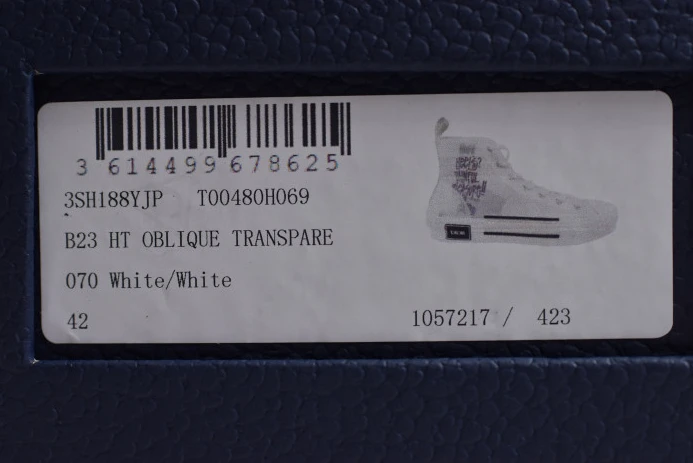 3 614499 678625
3SH188YJP T00480H069
B23 HT OBLIQUE TRANSPARE
070 White/White
42
1057217 / 423